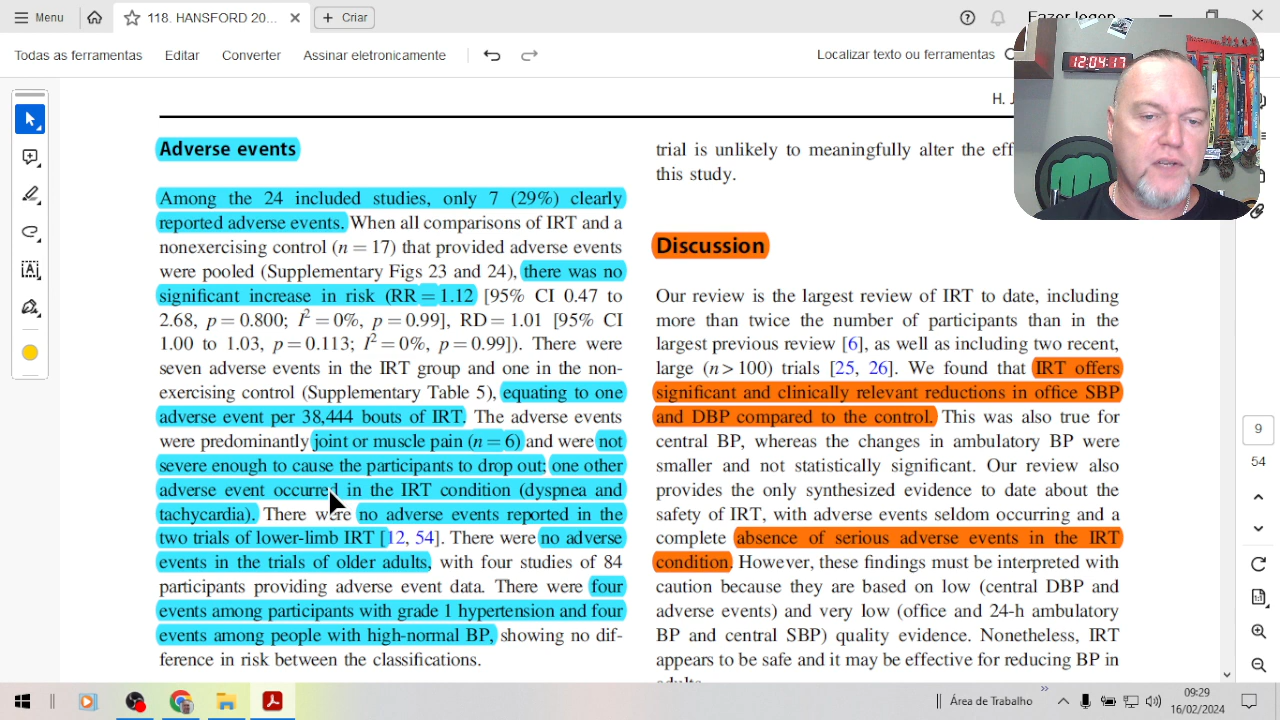 Menu
118. HANSFORD 20...
Criar
Todas as ferramentas
Editar
Converter
Assinar eletronicamente
Localizar texto ou ferramentas
12:04:17
H. J
Adverse events
Among the 24 included studies, only 7 (29%) clearly
reported adverse events. When all comparisons of IRT and a
nonexercising control (n = 17) that provided adverse events
were pooled (Supplementary Figs 23 and 24), there was no
significant increase in risk (RR = 1.12 [95% CI 0.47 to
2.68, p = 0.800; I² = 0%, p = 0.99], RD = 1.01 [95% CI
1.00 to 1.03, p = 0.113; I² = 0%, p = 0.99]). There were
seven adverse events in the IRT group and one in the non-
exercising control (Supplementary Table 5), equating to one
adverse event per 38,444 bouts of IRT. The adverse events
were predominantly joint or muscle pain (n = 6) and were not
severe enough to cause the participants to drop out; one other
adverse event occurred in the IRT condition (dyspnea and
tachycardia). There were no adverse events reported in the
two trials of lower-limb IRT [12, 54]. There were no adverse
events in the trials of older adults, with four studies of 84
participants providing adverse event data. There were four
events among participants with grade 1 hypertension and four
events among people with high-normal BP, showing no dif-
ference in risk between the classifications.
trial is unlikely to meaningfully alter the eff
this study.
Discussion
Our review is the largest review of IRT to date, including
more than twice the number of participants than in the
largest previous review [6], as well as including two recent,
large (n > 100) trials [25, 26]. We found that IRT offers
significant and clinically relevant reductions in office SBP
and DBP compared to the control. This was also true for
central BP, whereas the changes in ambulatory BP were
smaller and not statistically significant. Our review also
provides the only synthesized evidence to date about the
safety of IRT, with adverse events seldom occurring and a
complete absence of serious adverse events in the IRT
condition. However, these findings must be interpreted with
caution because they are based on low (central DBP and
adverse events) and very low (office and 24-h ambulatory
BP and central SBP) quality evidence. Nonetheless, IRT
appears to be safe and it may be effective for reducing BP in
9
54
Área de Trabalho
09:29
16/02/2024